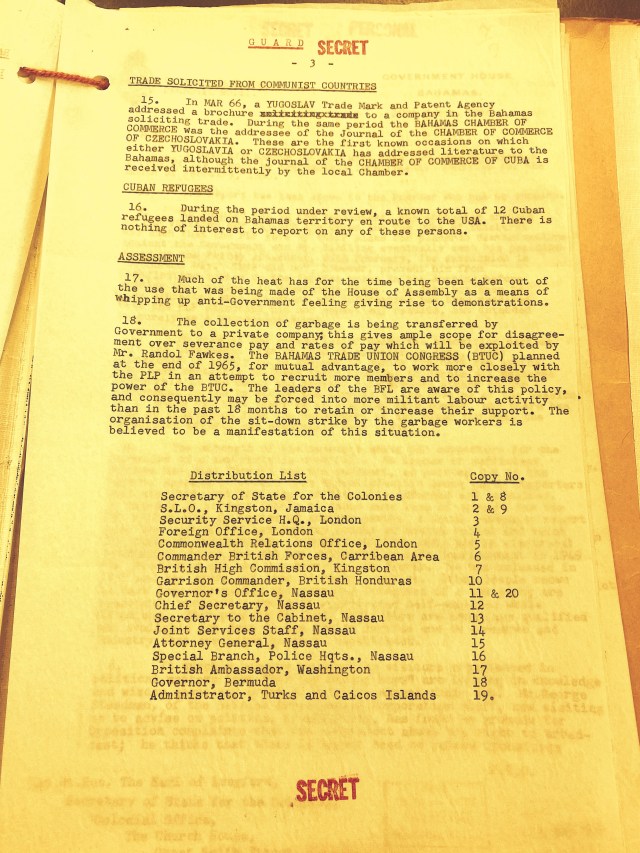 GUARD SECRET
- 3 -
TRADE SOLICITED FROM COMMUNIST COUNTRIES
15. In MAR 66, a YUGOSLAV Trade Mark and Patent Agency
addressed a brochure soliciting trade to a company in the Bahamas
soliciting trade. During the same period the BAHAMAS CHAMBER OF
COMMERCE was the addressee of the Journal of the CHAMBER OF COMMERCE
OF CZECHOSLOVAKIA. These are the first known occasions on which
either YUGOSLAVIA or CZECHOSLOVAKIA has addressed literature to the
Bahamas, although the journal of the CHAMBER OF COMMERCE OF CUBA is
received intermittently by the local Chamber.
CUBAN REFUGEES
16. During the period under review, a known total of 12 Cuban
refugees landed on Bahamas territory en route to the USA. There is
nothing of interest to report on any of these persons.
ASSESSMENT
17. Much of the heat has for the time being been taken out of
the use that was being made of the House of Assembly as a means of
whipping up anti-Government feeling giving rise to demonstrations.
18. The collection of garbage is being transferred by
Government to a private company; this gives ample scope for disagree-
ment over severance pay and rates of pay which will be exploited by
Mr. Randol Fawkes. The BAHAMAS TRADE UNION CONGRESS (BTUC) planned
at the end of 1965, for mutual advantage, to work more closely with
the PLP in an attempt to recruit more members and to increase the
power of the BTUC. The leaders of the BFL are aware of this policy,
and consequently may be forced into more militant labour activity
than in the past 18 months to retain or increase their support. The
organisation of the sit-down strike by the garbage workers is
believed to be a manifestation of this situation.
Distribution List Copy No.
Secretary of State for the Colonies 1 & 8
S.L.O., Kingston, Jamaica 2 & 9
Security Service H.Q., London 3
Foreign Office, London 4
Commonwealth Relations Office, London 5
Commander British Forces, Carribean Area 6
British High Commission, Kingston 7
Garrison Commander, British Honduras 10
Governor's Office, Nassau 11 & 20
Chief Secretary, Nassau 12
Secretary to the Cabinet, Nassau 13
Joint Services Staff, Nassau 14
Attorney General, Nassau 15
Special Branch, Police Hqts., Nassau 16
British Ambassador, Washington 17
Governor, Bermuda 18
Administrator, Turks and Caicos Islands 19.
SECRET